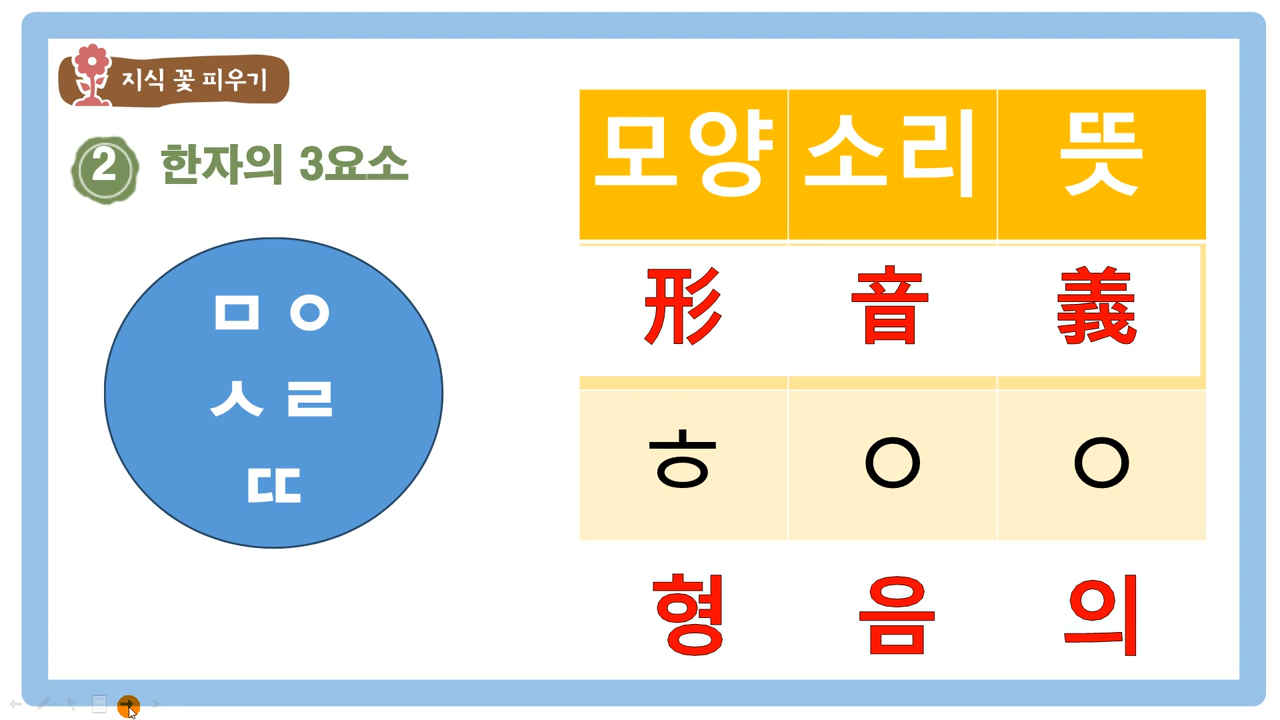 지식 꽃 피우기
2 한자의 3요소
ㅁ ㅇ
ㅅ ㄹ
ㄸ
모양 소리 뜻
形 音 義
ㅎ ㅇ ㅇ
형 음 의